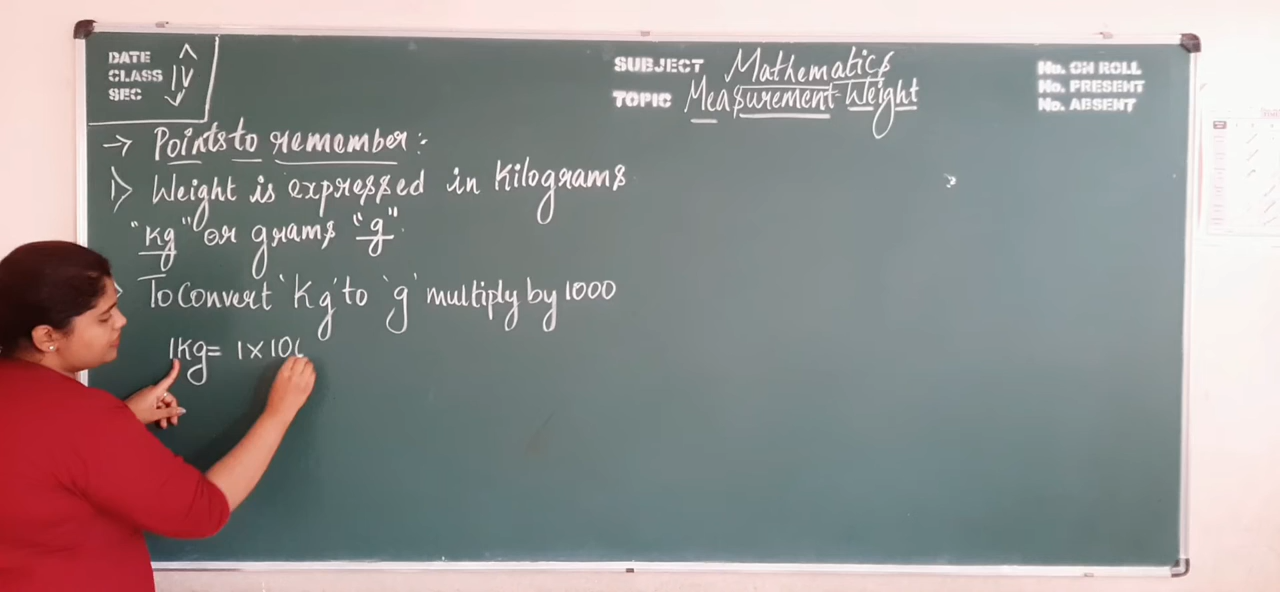 DATE
CLASS IV
SEC
SUBJECT Mathematics
TOPIC Measurement-Weight
No. ON ROLL
No. PRESENT
No. ABSENT
→ Points to remember:-
1) Weight is expressed in Kilograms
"Kg" or grams "g".
To Convert 'Kg' to 'g' multiply by 1000
1Kg= 1×100